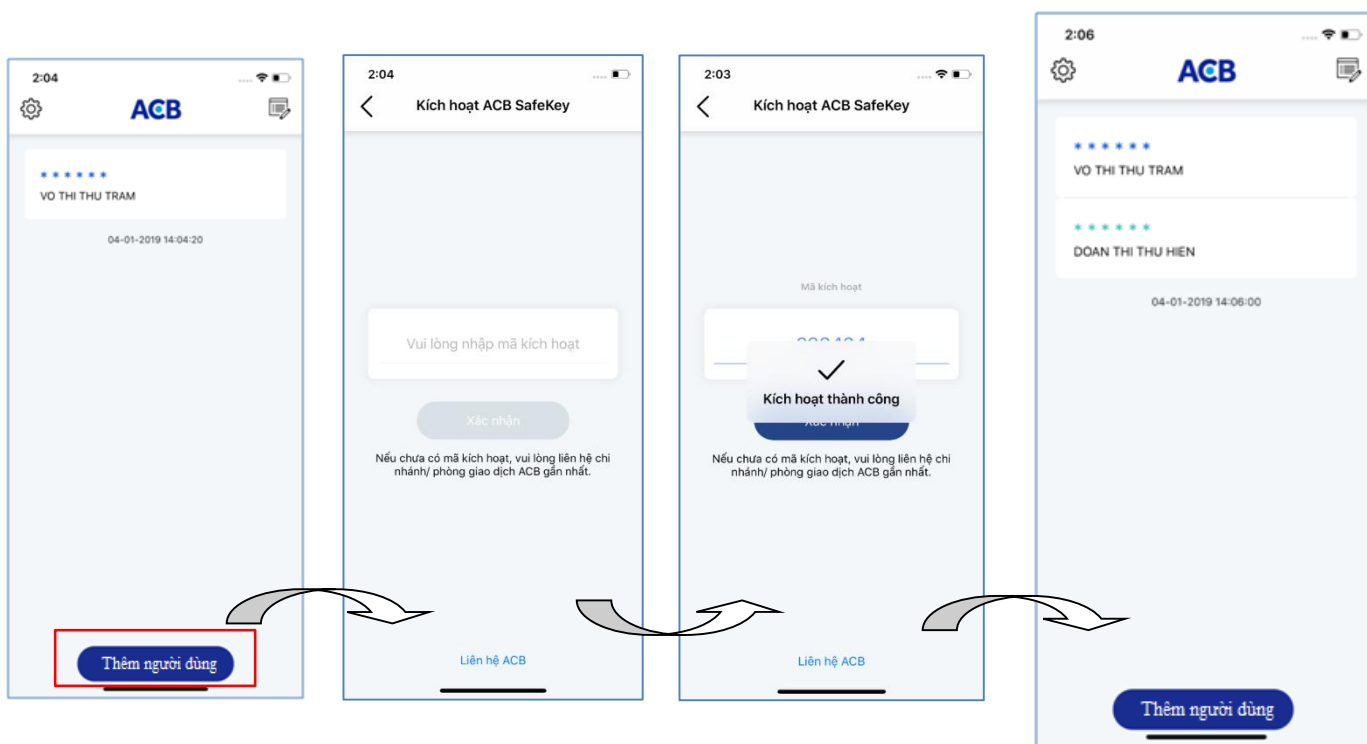 2:04
ACB
* * * * * *
VO THI THU TRAM
04-01-2019 14:04:20
Thêm người dùng
2:04
Kích hoạt ACB SafeKey
Vui lòng nhập mã kích hoạt
Xác nhận
Nếu chưa có mã kích hoạt, vui lòng liên hệ chi
nhánh/ phòng giao dịch ACB gần nhất.
Liên hệ ACB
2:03
Kích hoạt ACB SafeKey
Mã kích hoạt
Kích hoạt thành công
Xác nhận
Nếu chưa có mã kích hoạt, vui lòng liên hệ chi
nhánh/ phòng giao dịch ACB gần nhất.
Liên hệ ACB
2:06
ACB
* * * * * *
VO THI THU TRAM
* * * * * *
DOAN THI THU HIEN
04-01-2019 14:06:00
Thêm người dùng